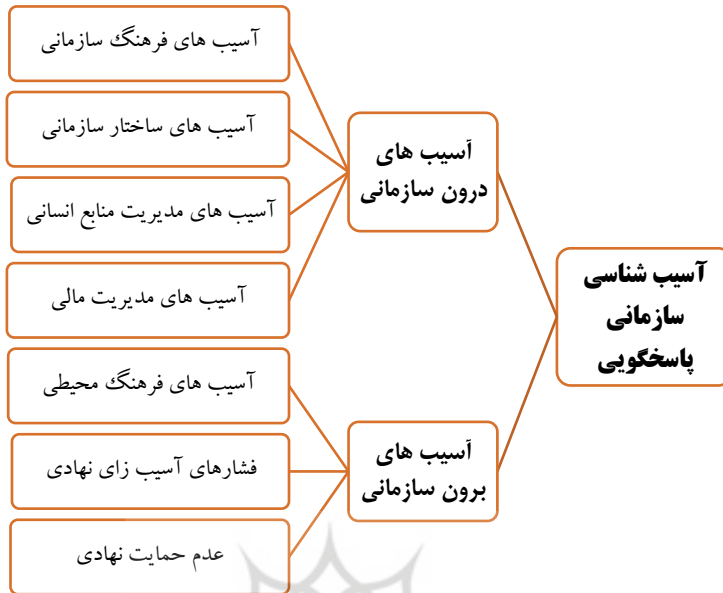 آسیب شناسی
سازمانی
پاسخگویی
آسیب های
درون سازمانی
آسیب های فرهنگ سازمانی
آسیب های ساختار سازمانی
آسیب های مدیریت منابع انسانی
آسیب های مدیریت مالی
آسیب های
برون سازمانی
آسیب های فرهنگ محیطی
فشارهای آسیب زای نهادی
عدم حمایت نهادی